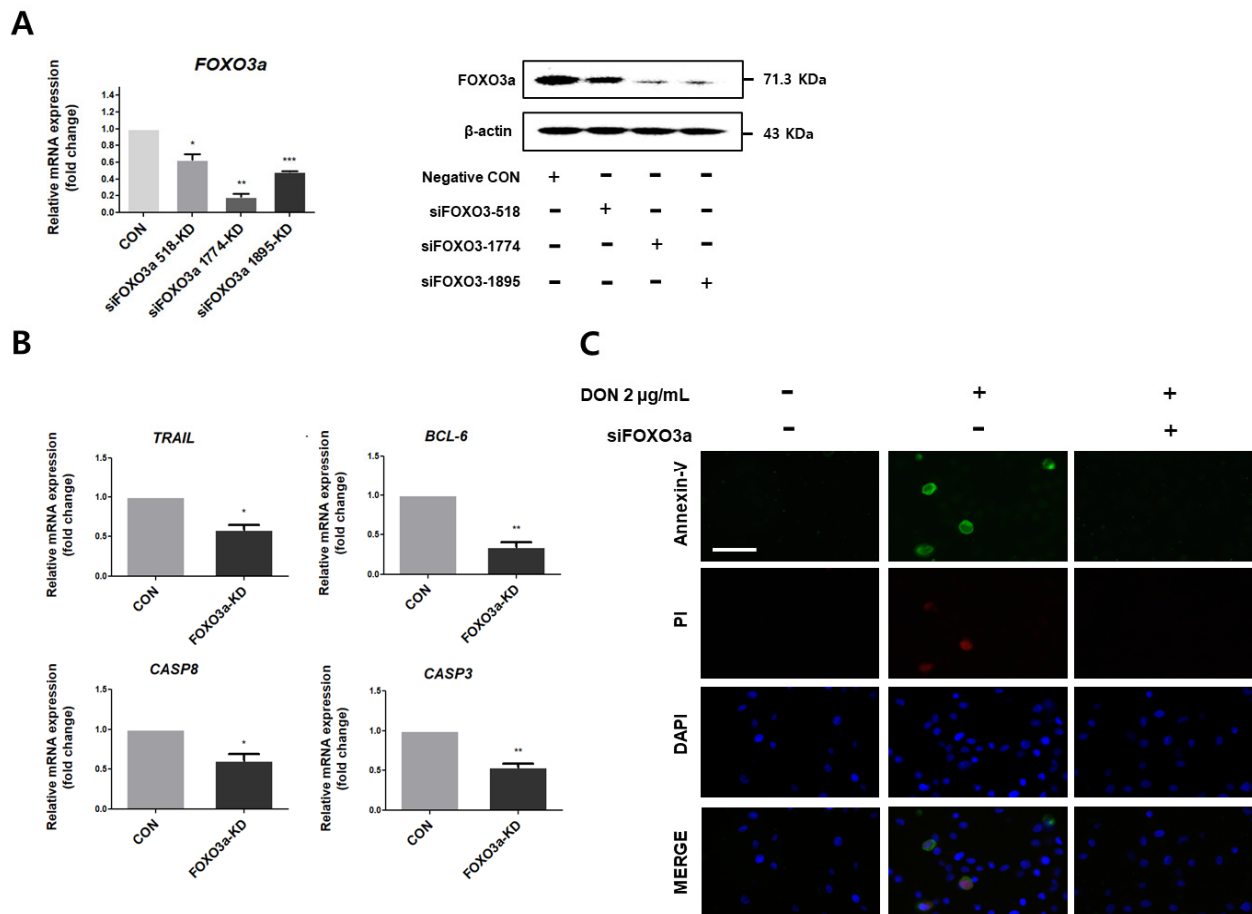 A
FOXO3a
Relative mRNA expression
(fold change)
1.4
1.2
1.0
0.8
0.6
0.4
0.2
0.0
*
**
***
CON
siFOXO3a 518-KD
siFOXO3a 1774-KD
siFOXO3a 1895-KD
FOXO3a
71.3 KDa
β-actin
43 KDa
Negative CON + - - -
siFOXO3-518 - + - -
siFOXO3-1774 - - + -
siFOXO3-1895 - - - +
B
TRAIL
Relative mRNA expression
(fold change)
1.5
1.0
0.5
0.0
*
CON
FOXO3a-KD
BCL-6
Relative mRNA expression
(fold change)
1.5
1.0
0.5
0.0
**
CON
FOXO3a-KD
CASP8
Relative mRNA expression
(fold change)
1.5
1.0
0.5
0.0
*
CON
FOXO3a-KD
CASP3
Relative mRNA expression
(fold change)
1.5
1.0
0.5
0.0
**
CON
FOXO3a-KD
C
DON 2 μg/mL - + +
siFOXO3a - - +
Annexin-V
PI
DAPI
MERGE